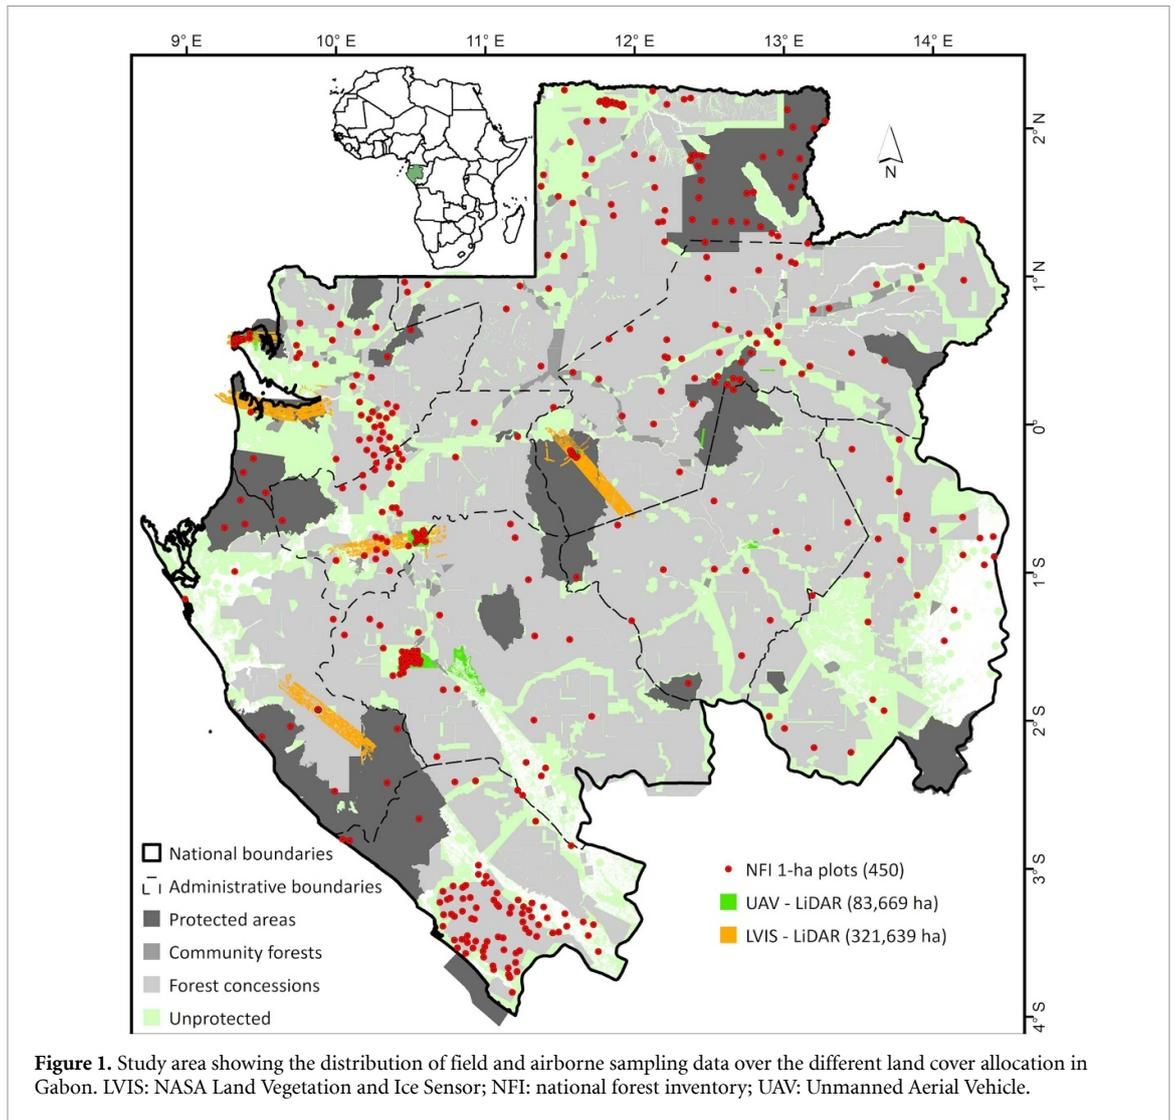 9° E 10° E 11° E 12° E 13° E 14° E
2° N
N
1° N
0°
1° S
2° S
3° S
4° S
National boundaries
Administrative boundaries
Protected areas
Community forests
Forest concessions
Unprotected
NFI 1-ha plots (450)
UAV - LiDAR (83,669 ha)
LVIS - LiDAR (321,639 ha)
Figure 1. Study area showing the distribution of field and airborne sampling data over the different land cover allocation in
Gabon. LVIS: NASA Land Vegetation and Ice Sensor; NFI: national forest inventory; UAV: Unmanned Aerial Vehicle.